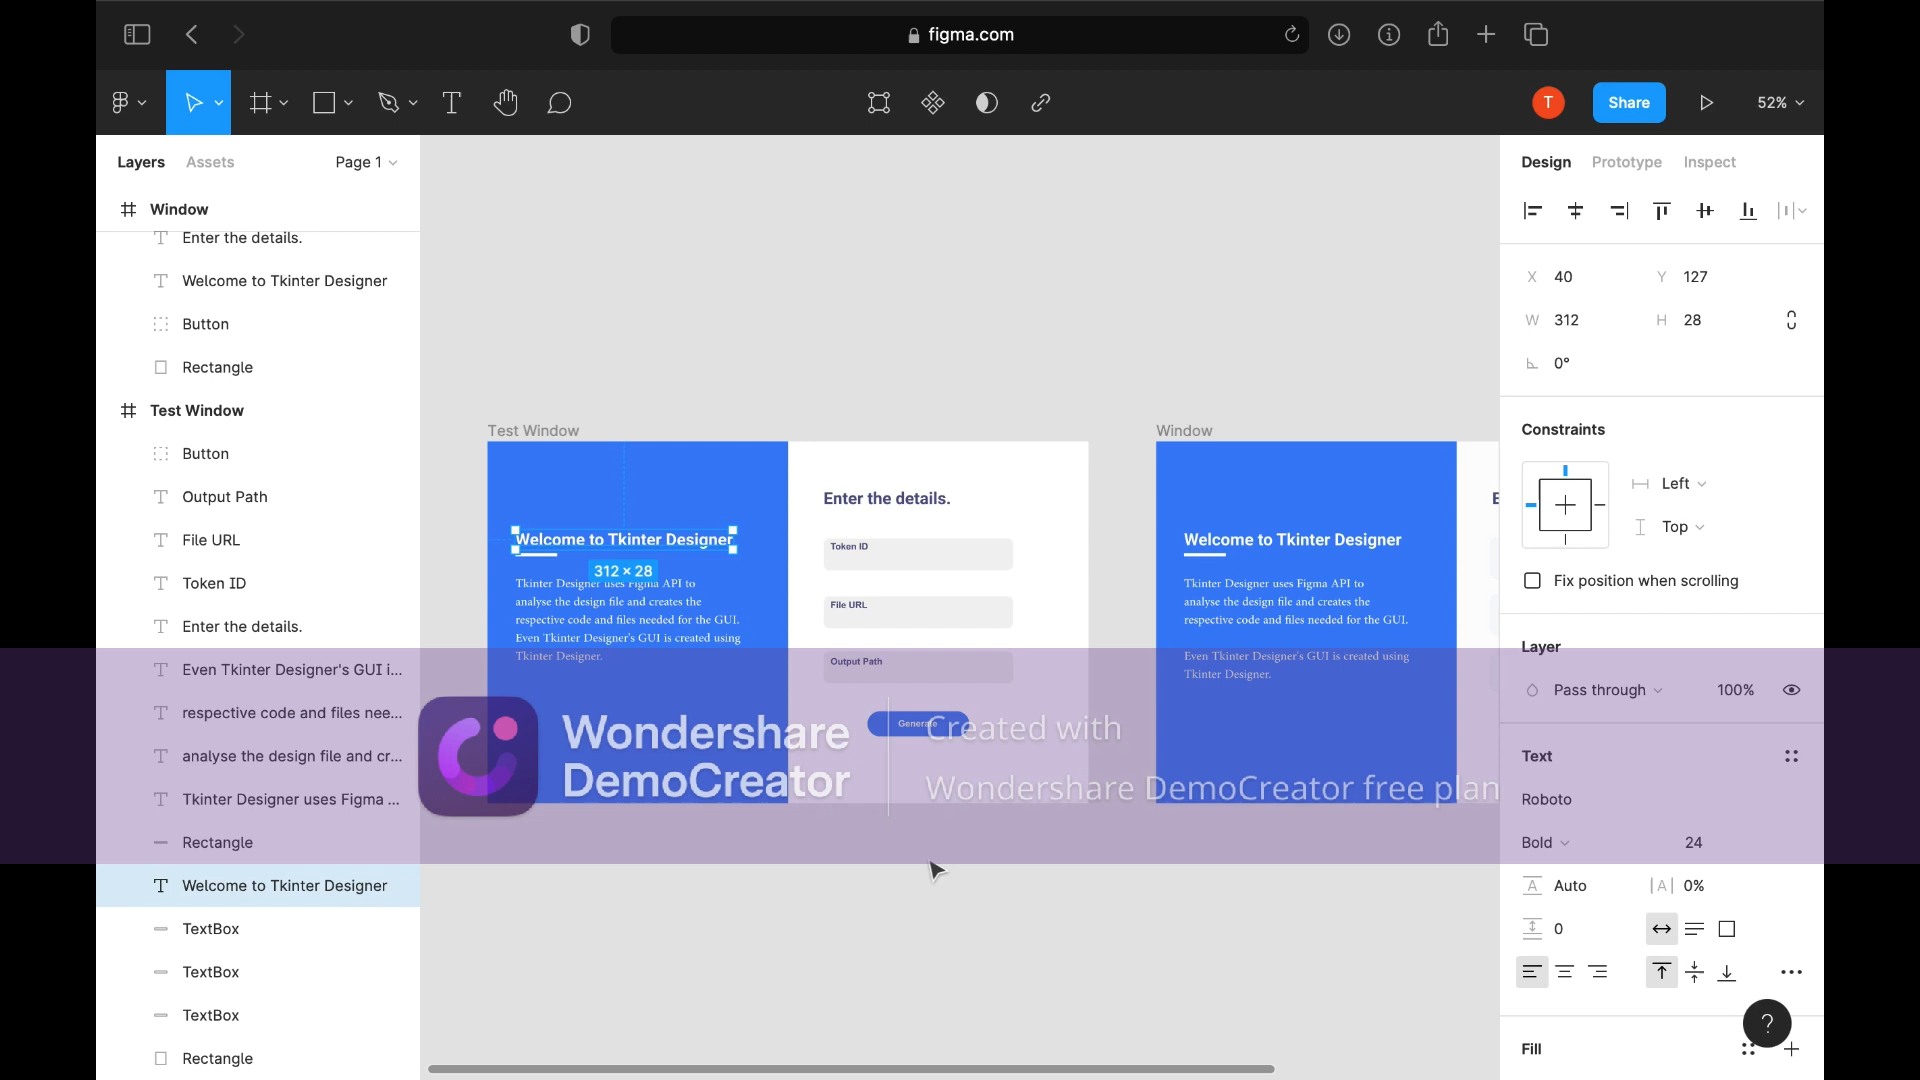 figma.com
T
Share
52%
Layers
Assets
Page 1
Window
Enter the details.
Welcome to Tkinter Designer
Button
Rectangle
Test Window
Button
Output Path
File URL
Token ID
Enter the details.
Even Tkinter Designer's GUI i...
respective code and files nee...
analyse the design file and cr...
Tkinter Designer uses Figma ...
Rectangle
Welcome to Tkinter Designer
TextBox
TextBox
TextBox
Rectangle
Test Window
Welcome to Tkinter Designer
312 × 28
Tkinter Designer uses Figma API to
analyse the design file and creates the
respective code and files needed for the GUI.
Even Tkinter Designer's GUI is created using
Tkinter Designer.
Enter the details.
Token ID
File URL
Output Path
Generate
Window
Welcome to Tkinter Designer
Tkinter Designer uses Figma API to
analyse the design file and creates the
respective code and files needed for the GUI.
Even Tkinter Designer's GUI is created using
Tkinter Designer.
E
Wondershare
DemoCreator
Created with
Wondershare DemoCreator free plan
Design
Prototype
Inspect
X 40
Y 127
W 312
H 28
0°
Constraints
Left
Top
Fix position when scrolling
Layer
Pass through
100%
Text
Roboto
Bold
24
A Auto
|A| 0%
0
?
Fill